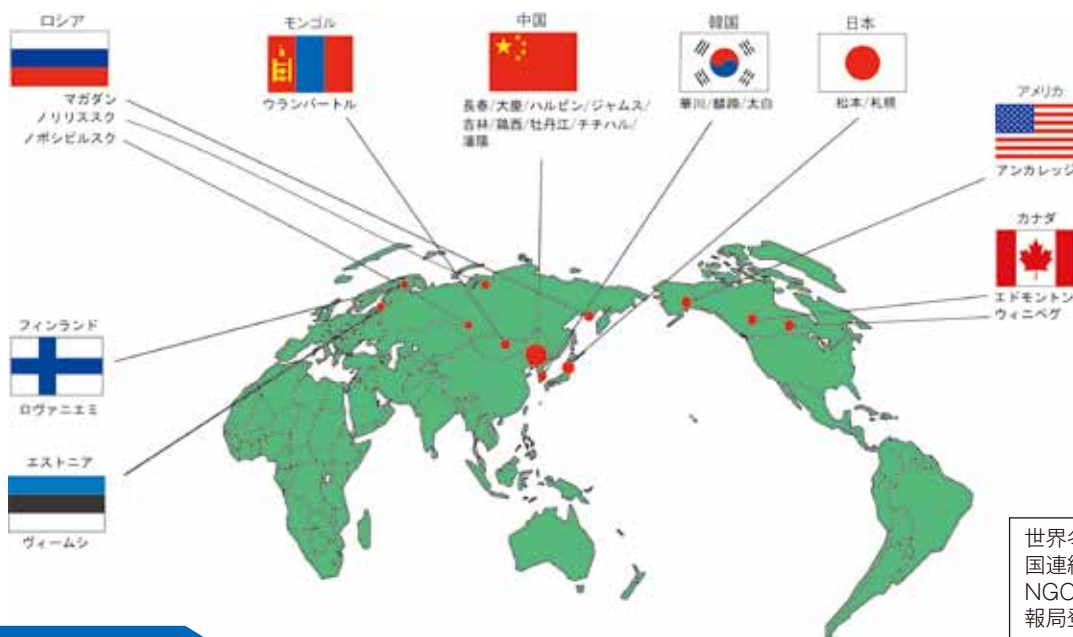 ロシア
マガダン
ノリリスク
ノボシビルスク
モンゴル
ウランバートル
中国
長春/大慶/ハルビン/ジャムス/
吉林/鶏西/牡丹江/チチハル/
瀋陽
韓国
華川/麟蹄/太白
日本
松本/札幌
アメリカ
アンカレッジ
カナダ
エドモントン
ウィニペグ
フィンランド
ロヴァニエミ
エストニア
ヴィームシ
世界
国連
NGO
報局